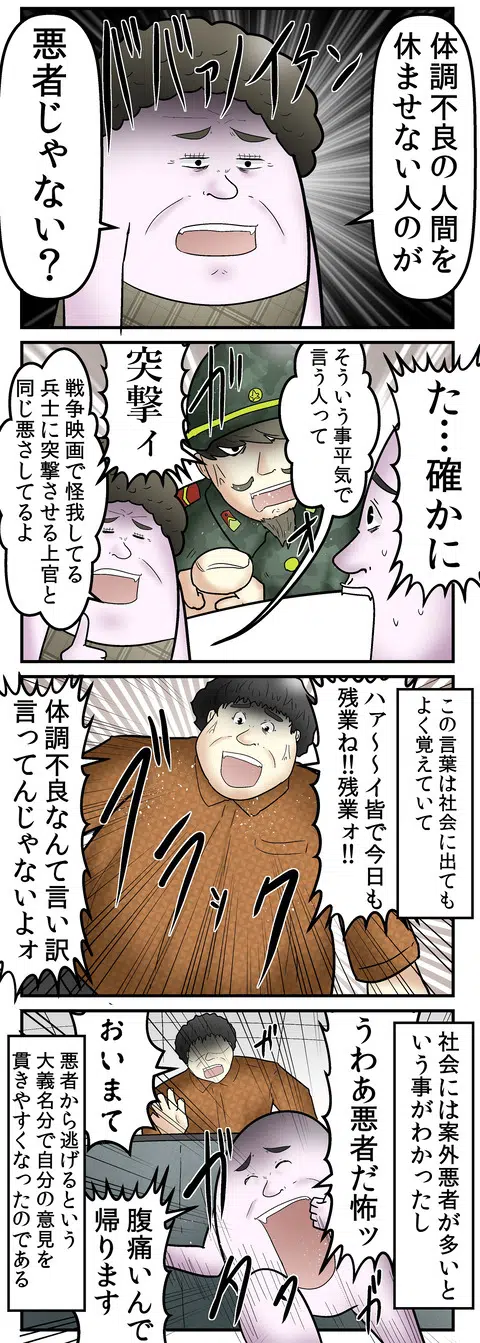 体調不良の人間を
休ませない人のが
ババァノイケン
悪者じゃない？
た…確かに
そういう事平気で
言う人って
ガッ
突撃ィ
戦争映画で怪我してる
兵士に突撃させる上官と
同じ悪さしてるよ
この言葉は社会に出ても
よく覚えていて
ハァ〜〜イ皆で今日も
残業ね!!残業ォ!!
ブラック
体調不良なんて言い訳
言ってんじゃないよォ
社会には案外悪者が多いと
いう事がわかったし
うわあ悪者だ怖ッ
おいまて
腹痛いんで
帰ります
タタタ
悪者から逃げるという
大義名分で自分の意見を
貫きやすくなったのである